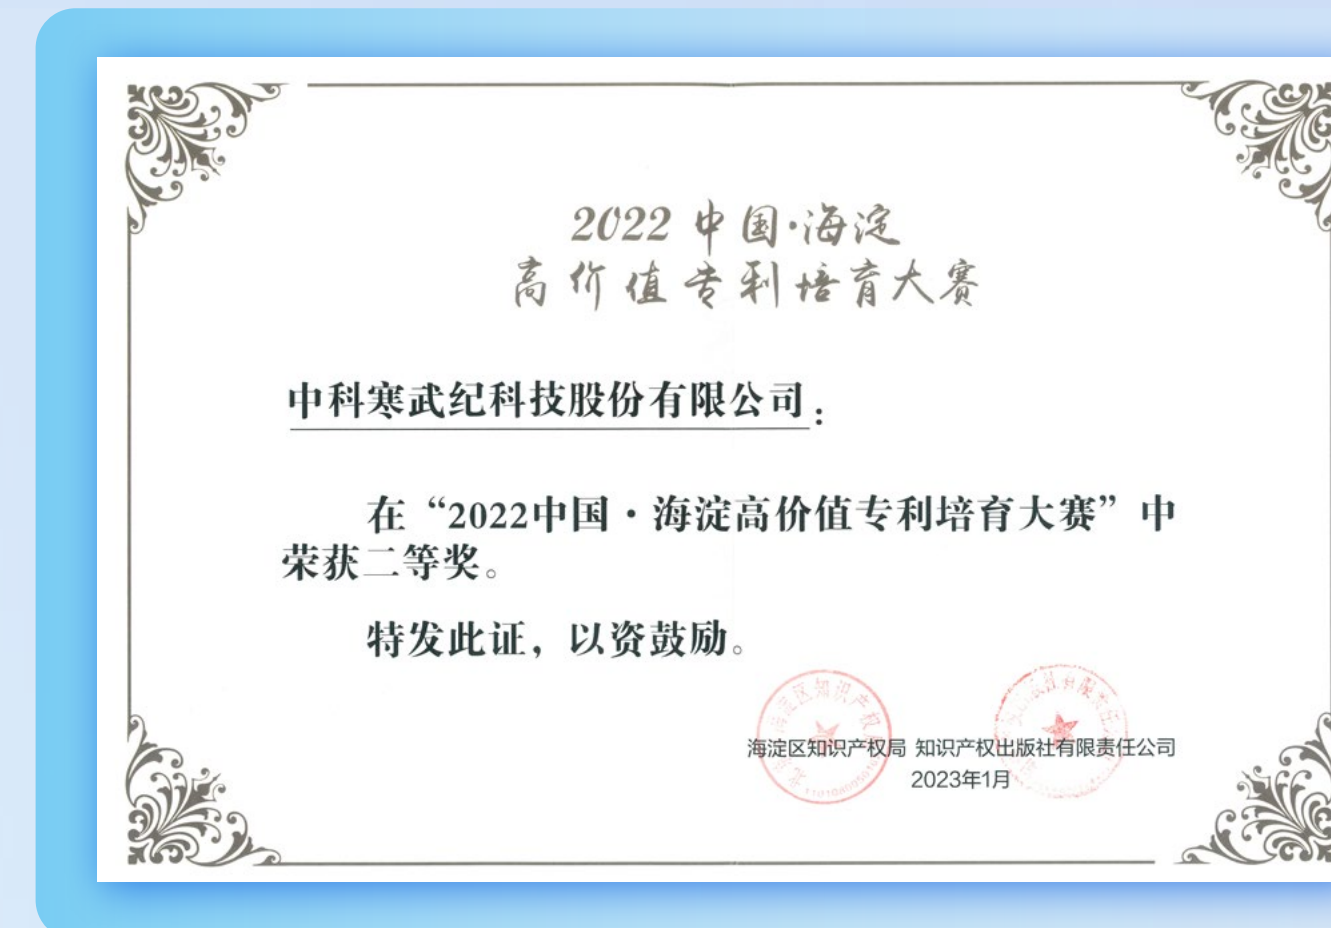 2022 中国·海淀
高价值专利培育大赛
中科寒武纪科技股份有限公司：
在“2022中国·海淀高价值专利培育大赛”中
荣获二等奖。
特发此证，以资鼓励。
海淀区知识产权局 知识产权出版社有限责任公司
2023年1月